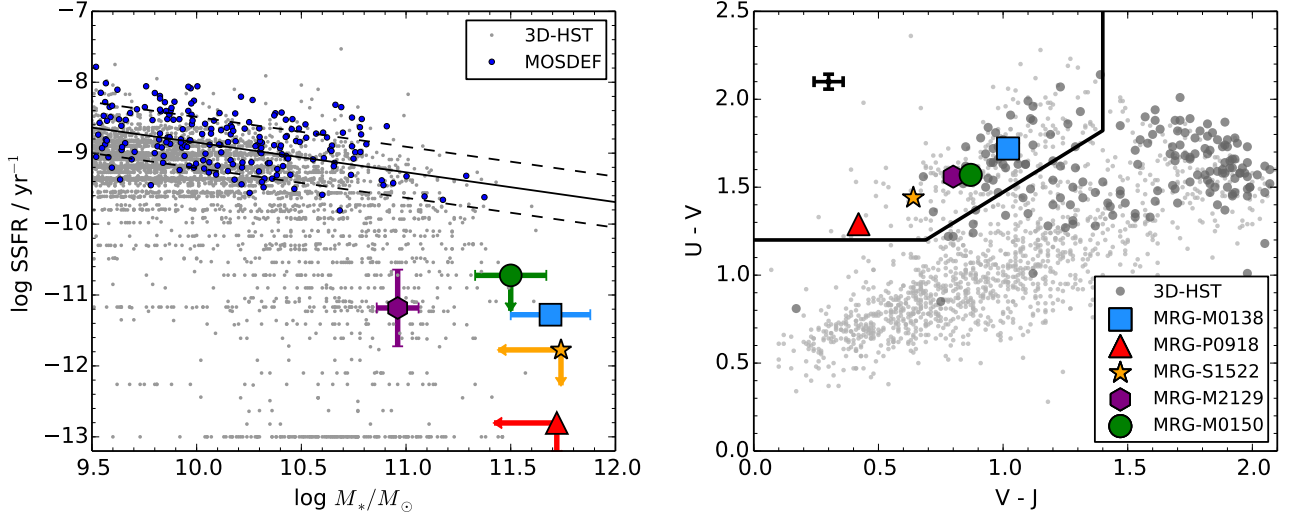 3D-HST
MOSDEF
−8
−9
−10
−11
−12
−13
9.5 10.0 10.5 11.0 11.5 12.0
log SSFR / yr⁻¹
log M*/M☉
2.5
2.0
1.5
1.0
0.5
0.0
0.0 0.5 1.0 1.5 2.0
U - V
V - J
3D-HST
MRG-M0138
MRG-P0918
MRG-S1522
MRG-M2129
MRG-M0150